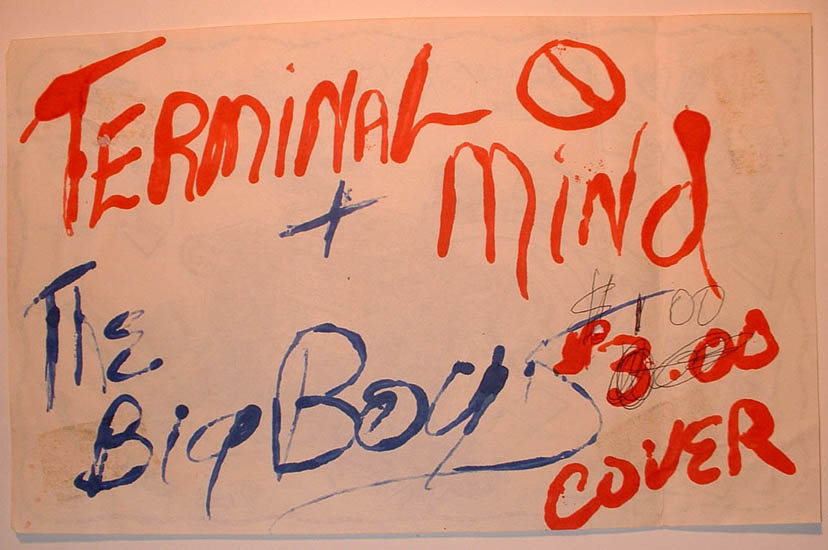 TERMINAL
MIND
+
The
Big Boys
$1.00
$3.00
COVER